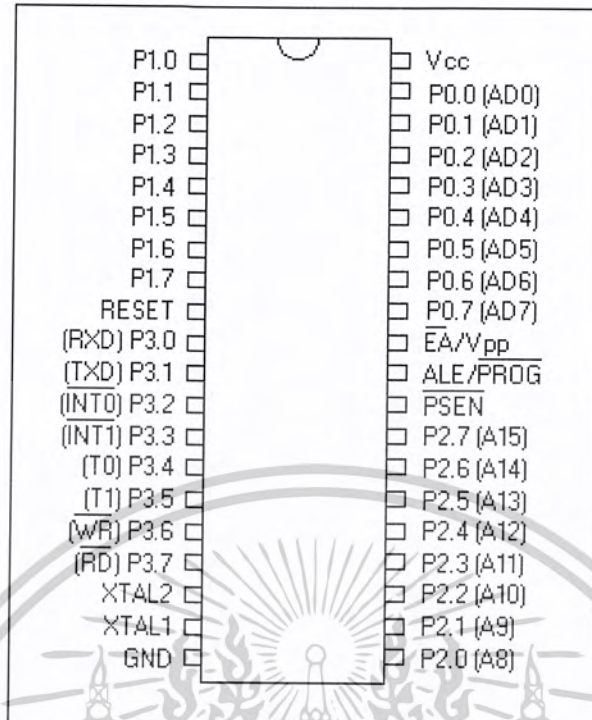 P1.0
P1.1
P1.2
P1.3
P1.4
P1.5
P1.6
P1.7
RESET
(RXD) P3.0
(TXD) P3.1
(INT0) P3.2
(INT1) P3.3
(T0) P3.4
(T1) P3.5
(WR) P3.6
(RD) P3.7
XTAL2
XTAL1
GND
Vcc
P0.0 (AD0)
P0.1 (AD1)
P0.2 (AD2)
P0.3 (AD3)
P0.4 (AD4)
P0.5 (AD5)
P0.6 (AD6)
P0.7 (AD7)
EA/Vpp
ALE/PROG
PSEN
P2.7 (A15)
P2.6 (A14)
P2.5 (A13)
P2.4 (A12)
P2.3 (A11)
P2.2 (A10)
P2.1 (A9)
P2.0 (A8)